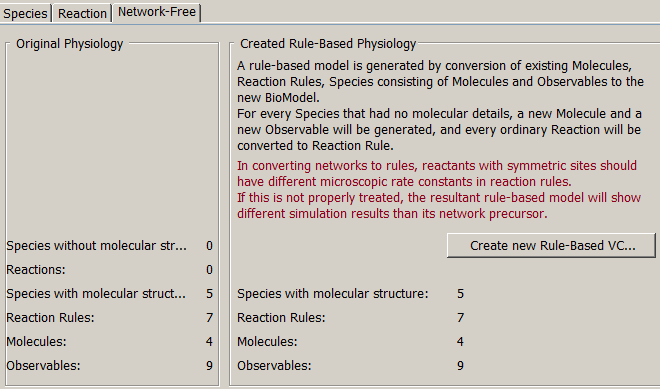 Species Reaction Network-Free
Original Physiology
Species without molecular str... 0
Reactions: 0
Species with molecular struct... 5
Reaction Rules: 7
Molecules: 4
Observables: 9
Created Rule-Based Physiology
A rule-based model is generated by conversion of existing Molecules,
Reaction Rules, Species consisting of Molecules and Observables to the
new BioModel.
For every Species that had no molecular details, a new Molecule and a
new Observable will be generated, and every ordinary Reaction will be
converted to Reaction Rule.
In converting networks to rules, reactants with symmetric sites should
have different microscopic rate constants in reaction rules.
If this is not properly treated, the resultant rule-based model will show
different simulation results than its network precursor.
Create new Rule-Based VC...
Species with molecular structure: 5
Reaction Rules: 7
Molecules: 4
Observables: 9